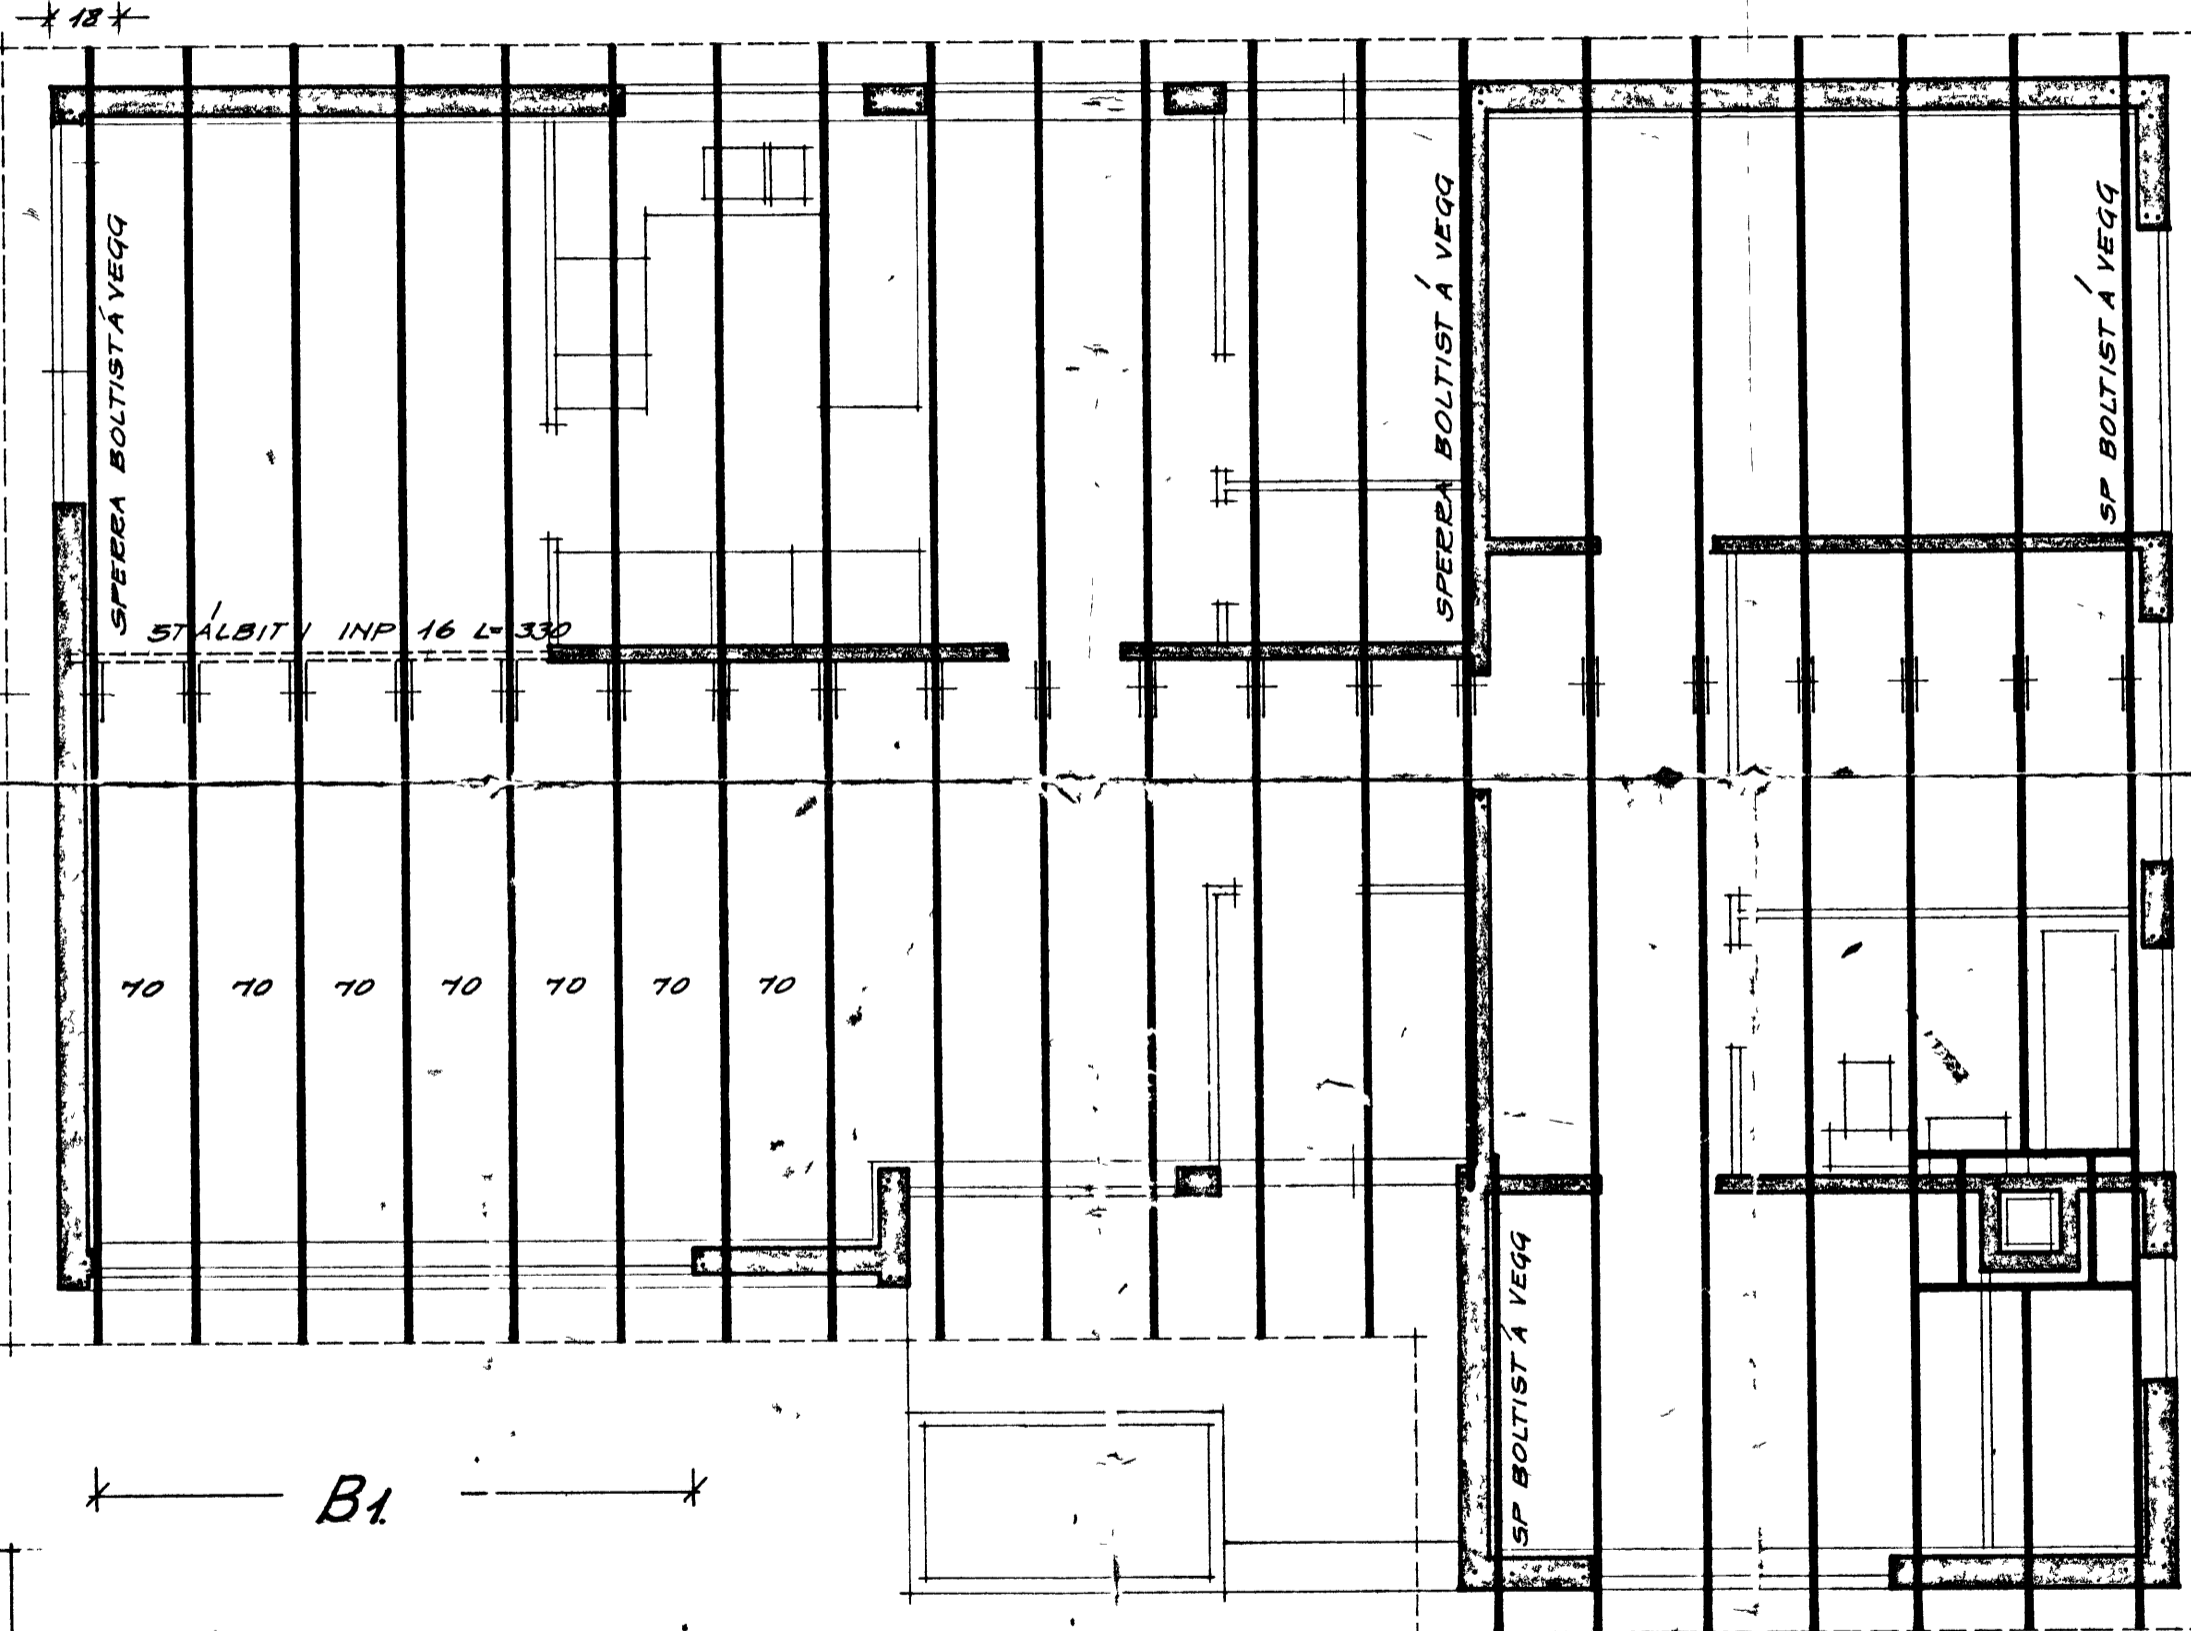 18
SPERRA BOLTIST Á VEGG
SPERRA BOLTIST Á VEGG
SP BOLTIST Á VEGG
STÁLBITI INP 16 L=330
70 70 70 70 70 70 70
SP BOLTIST Á VEGG
B1.